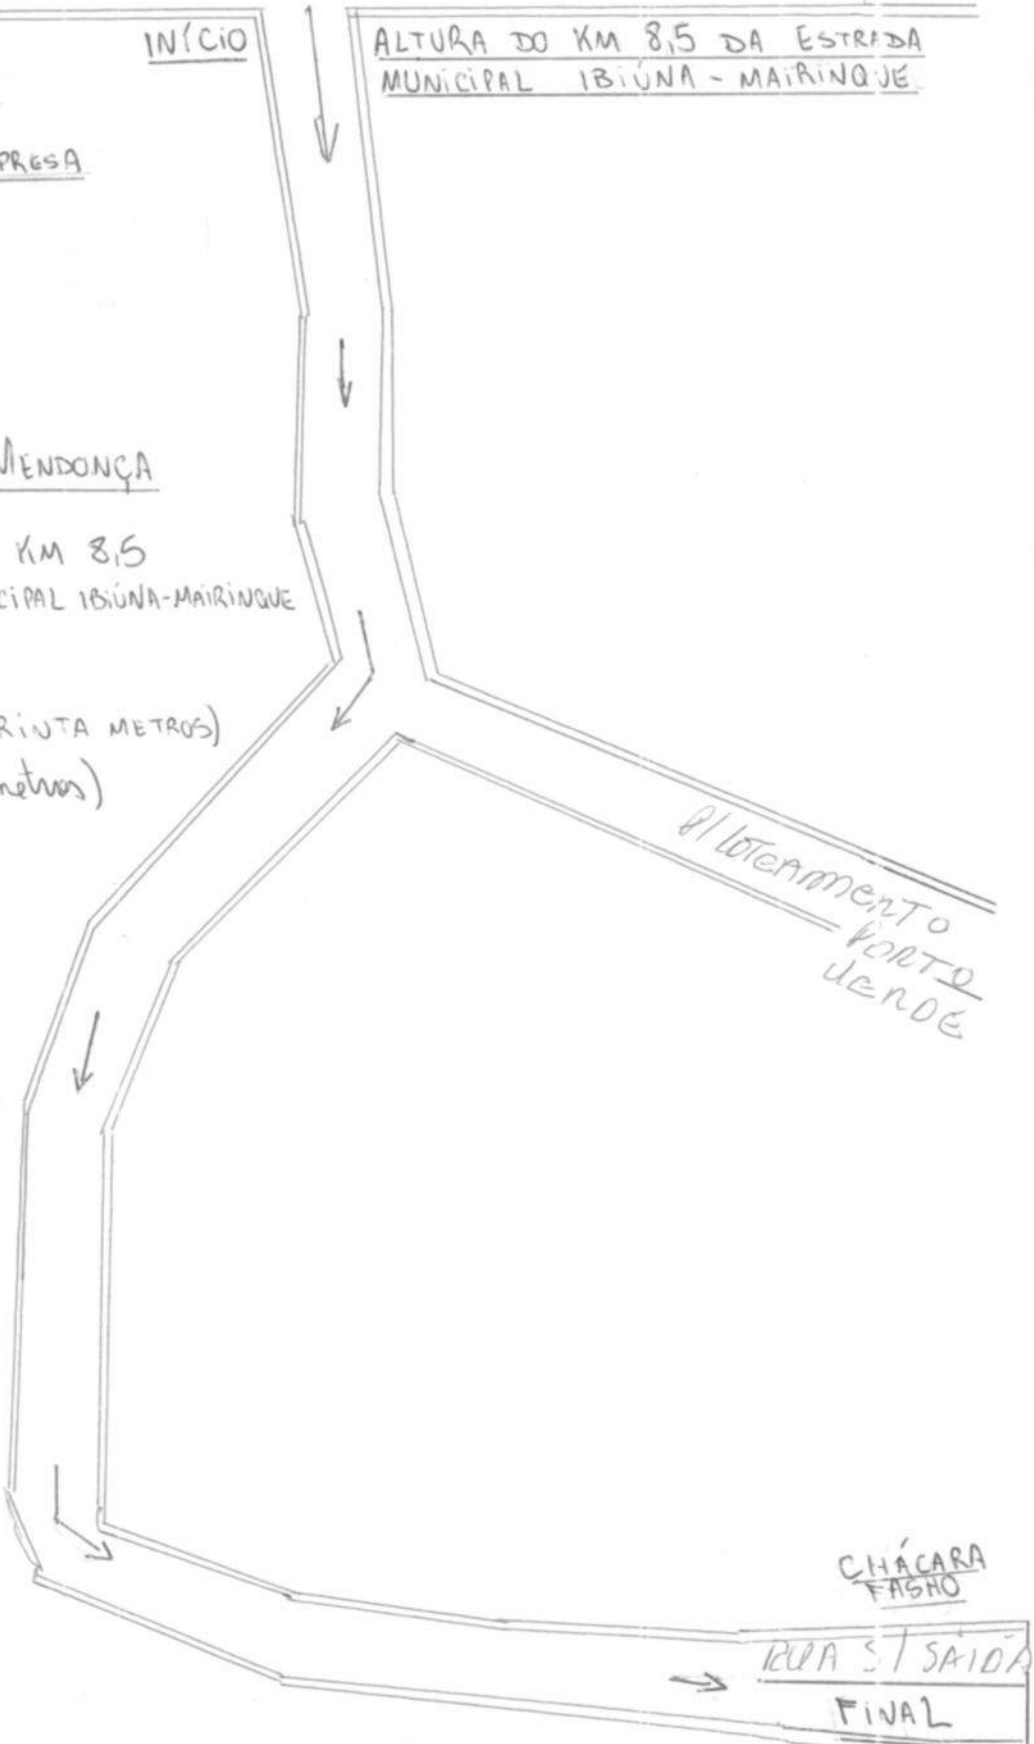 INÍCIO
ALTURA DO KM 8,5 DA ESTRADA
MUNICIPAL IBIÚNA - MAIRINQUE
PRESA
MENDONÇA
KM 8,5
CIPAL IBIÚNA-MAIRINQUE
RINTA METROS)
metros)
P/ LOTEAMENTO
PORTO
VERDE
CHÁCARA
FASHO
RUA S/ SAÍDA
FINAL